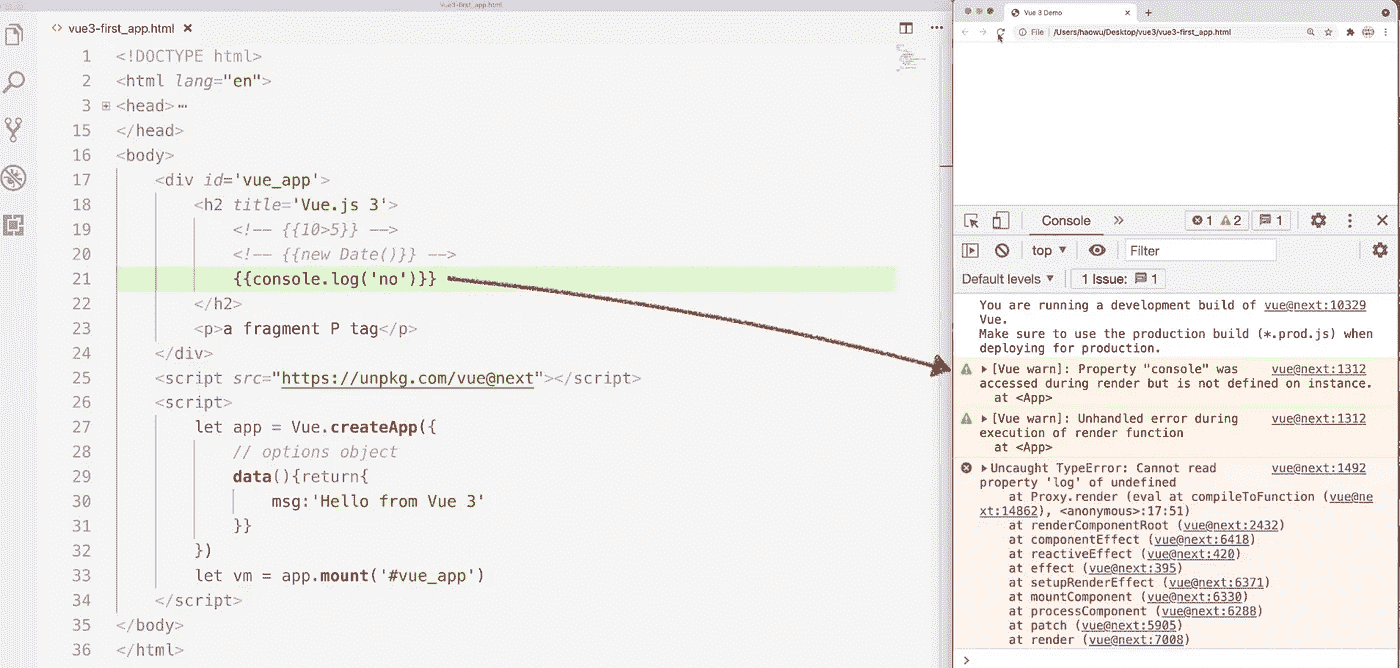 vue3-first_app.html
vue3-first_app.html
1 <!DOCTYPE html>
2 <html lang="en">
3 <head>⋯
15 </head>
16 <body>
17 <div id='vue_app'>
18 <h2 title='Vue.js 3'>
19 <!-- {{10>5}} -->
20 <!-- {{new Date()}} -->
21 {{console.log('no')}}
22 </h2>
23 <p>a fragment P tag</p>
24 </div>
25 <script src="https://unpkg.com/vue@next"></script>
26 <script>
27 let app = Vue.createApp({
28 // options object
29 data(){return{
30 msg:'Hello from Vue 3'
31 }}
32 })
33 let vm = app.mount('#vue_app')
34 </script>
35 </body>
36 </html>
Vue 3 Demo
File /Users/haowu/Desktop/vue3/vue3-first_app.html
Console 1 2 1
top Filter
Default levels 1 Issue: 1
You are running a development build of vue@next:10329
Vue.
Make sure to use the production build (*.prod.js) when
deploying for production.
[Vue warn]: Property "console" was vue@next:1312
accessed during render but is not defined on instance.
at <App>
[Vue warn]: Unhandled error during vue@next:1312
execution of render function
at <App>
Uncaught TypeError: Cannot read vue@next:1492
property 'log' of undefined
at Proxy.render (eval at compileToFunction (vue@ne
xt:14862), <anonymous>:17:51)
at renderComponentRoot (vue@next:2432)
at componentEffect (vue@next:6418)
at reactiveEffect (vue@next:420)
at effect (vue@next:395)
at setupRenderEffect (vue@next:6371)
at mountComponent (vue@next:6330)
at processComponent (vue@next:6288)
at patch (vue@next:5905)
at render (vue@next:7008)